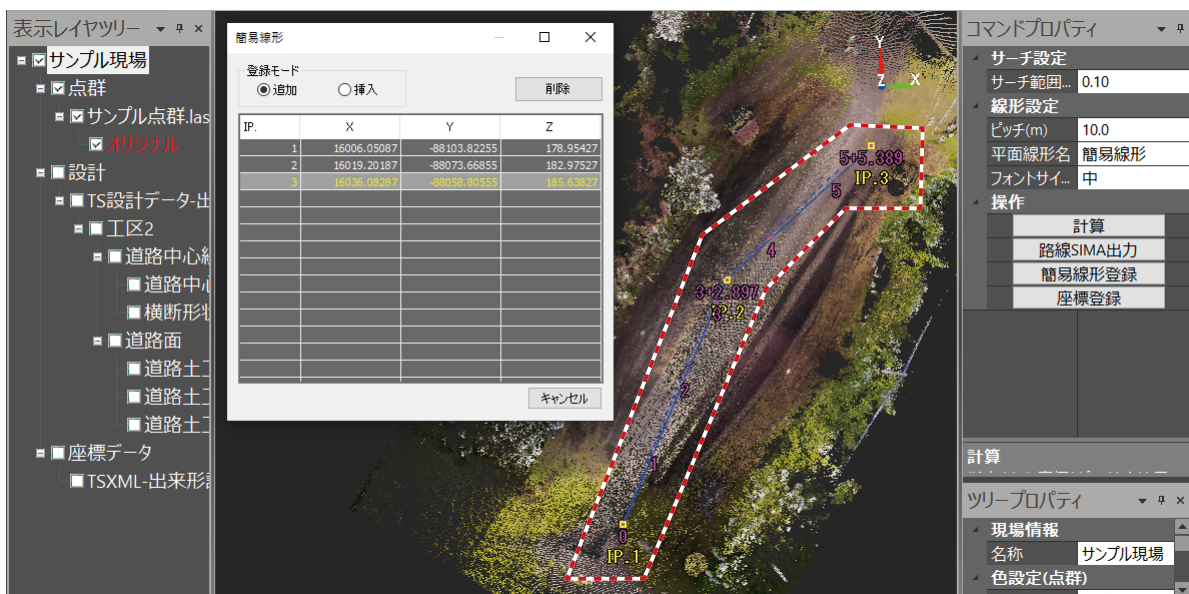 表示レイヤツリー
サンプル現場
点群
サンプル点群.las
オリジナル
設計
TS設計データ-出
工区2
道路中心線
道路中心
横断形状
道路面
道路土工
道路土工
道路土工
座標データ
TSXML-出来形
簡易線形
登録モード
追加 挿入
削除
IP. X Y Z
1 16006.05087 -88103.82255 178.95427
2 16019.20187 -88073.66855 182.97527
3 16036.08287 -88058.80555 185.63827
キャンセル
Y
Z X
5+5.389
IP.3
5
4
3+2.897
3
IP.2
2
1
0
IP.1
コマンドプロパティ
サーチ設定
サーチ範囲... 0.10
線形設定
ピッチ(m) 10.0
平面線形名 簡易線形
フォントサイ... 中
操作
計算
路線SIMA出力
簡易線形登録
座標登録
計算
ツリープロパティ
現場情報
名称 サンプル現場
色設定(点群)